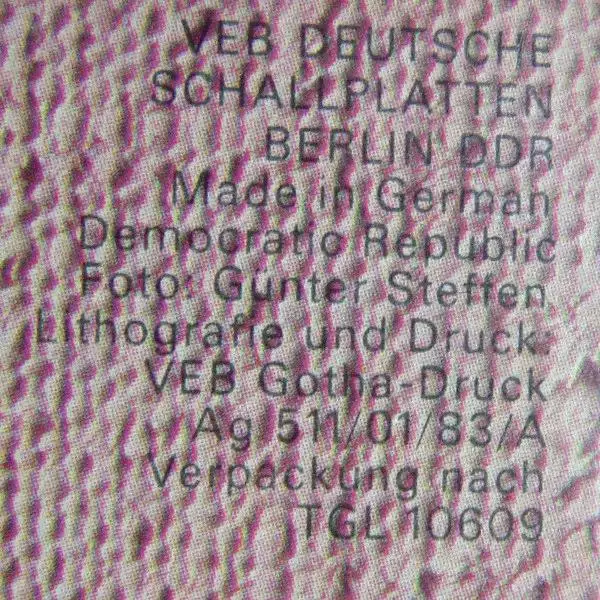 VEB DEUTSCHE
SCHALLPLATTEN
BERLIN DDR
Made in German
Democratic Republic
Foto: Günter Steffen
Lithografie und Druck:
VEB Gotha-Druck
Ag 511/01/83/A
Verpackung nach
TGL 10609